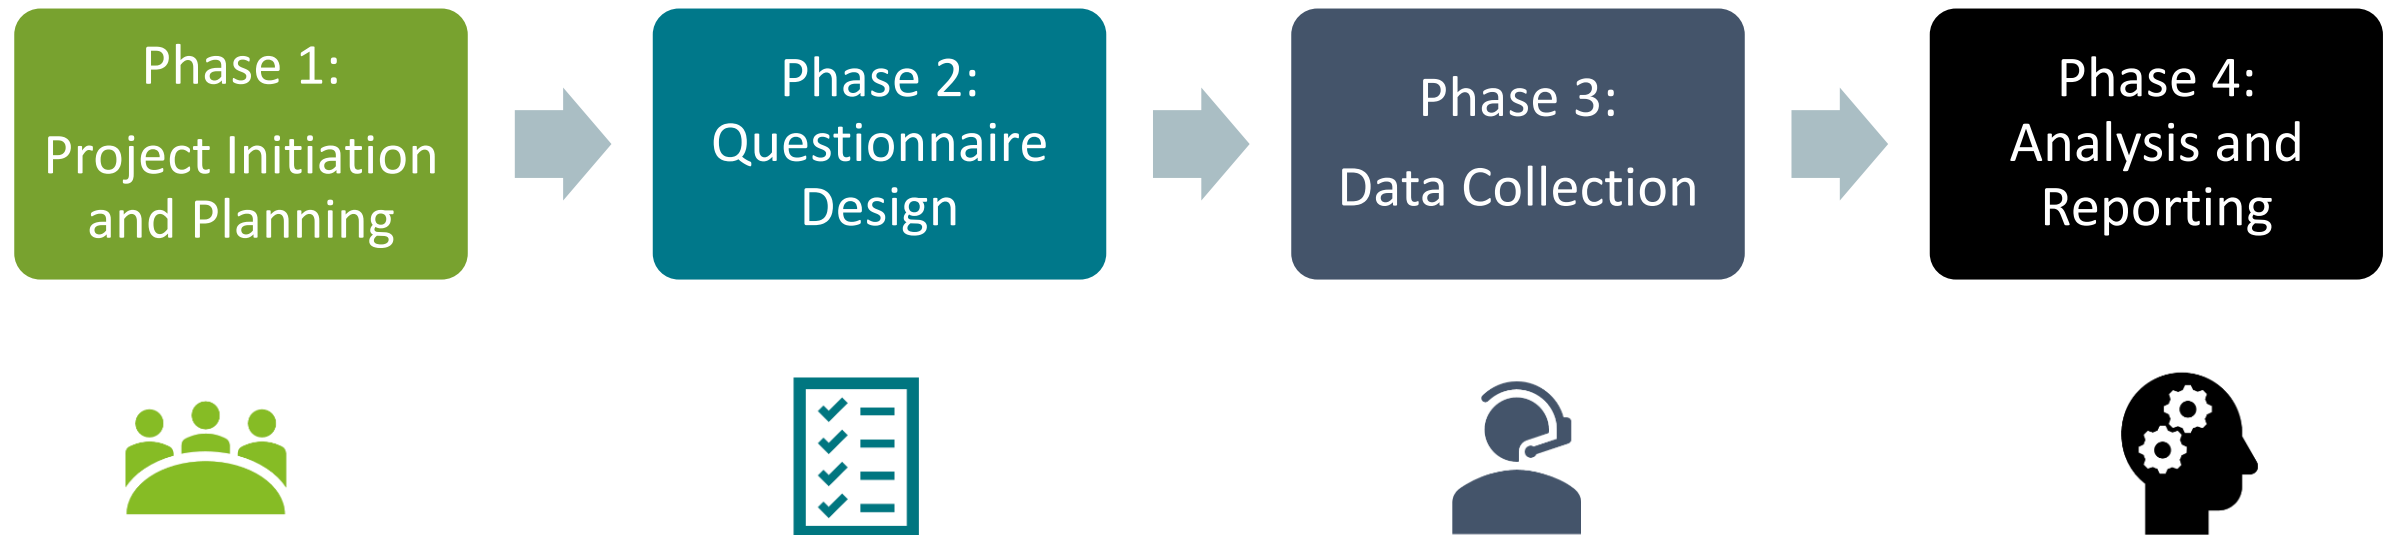 Phase 1:
Project Initiation
and Planning
Phase 2:
Questionnaire
Design
Phase 3:
Data Collection
Phase 4:
Analysis and
Reporting